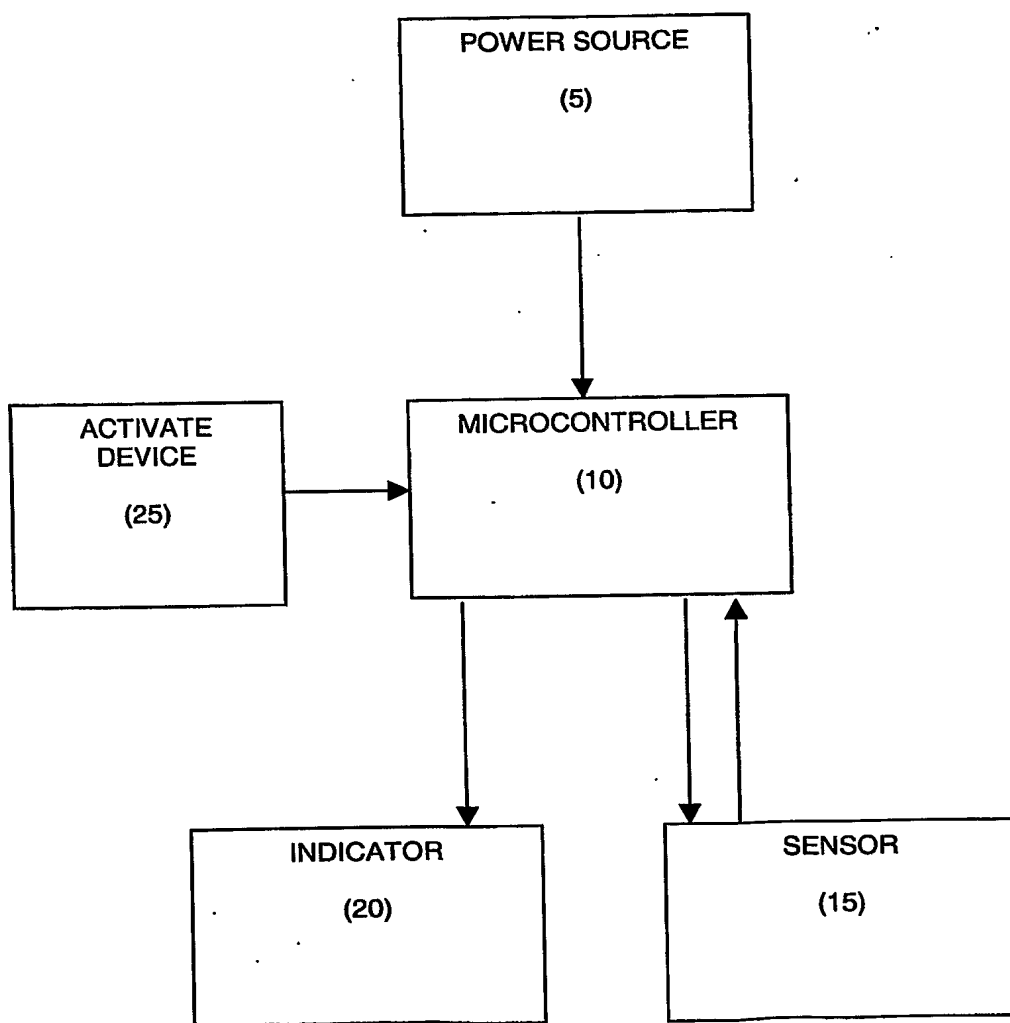 POWER SOURCE
(5)
ACTIVATE
DEVICE
(25)
MICROCONTROLLER
(10)
INDICATOR
(20)
SENSOR
(15)